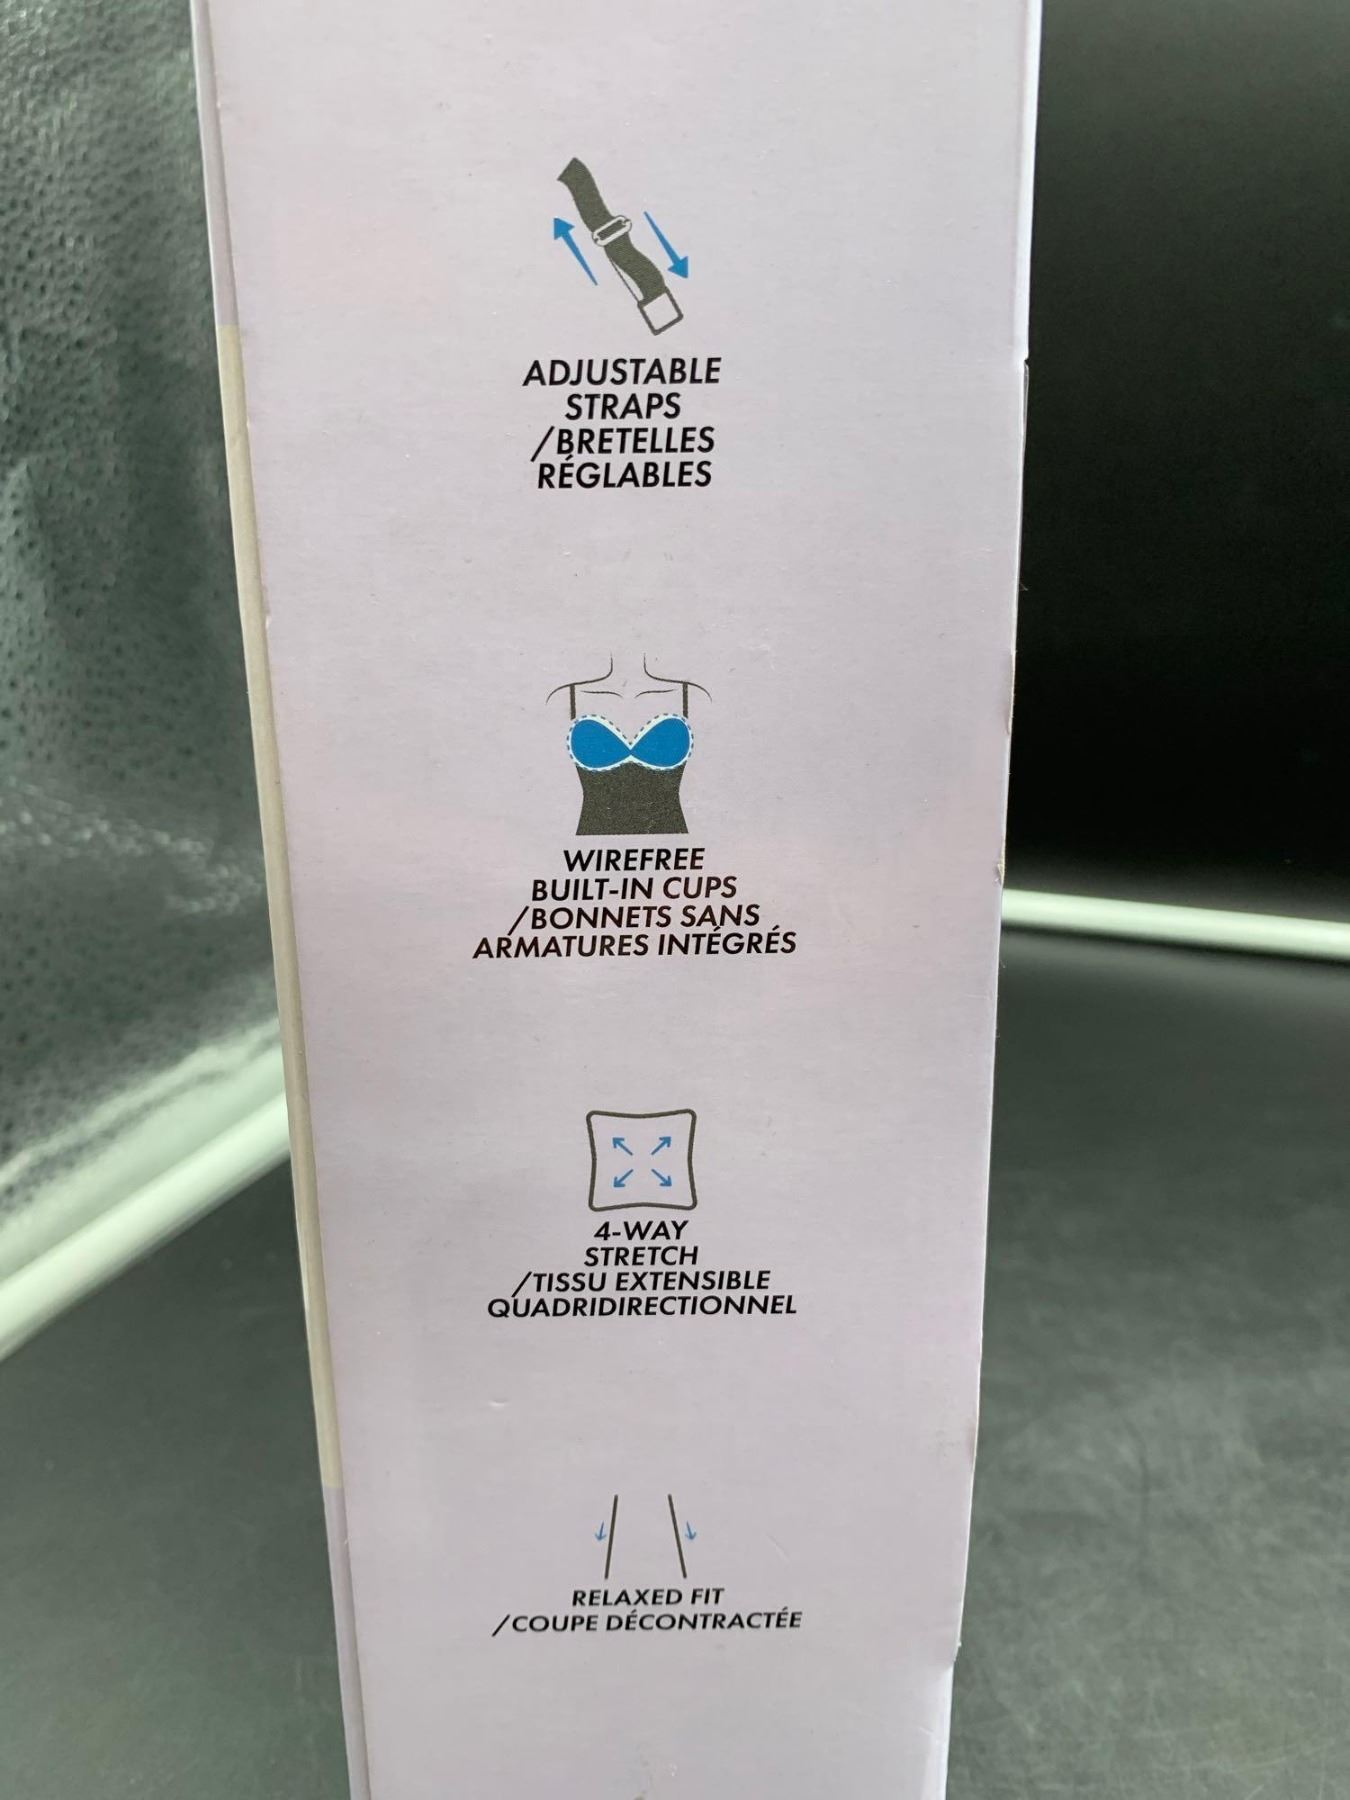 ADJUSTABLE
STRAPS
/BRETELLES
RÉGLABLES
WIREFREE
BUILT-IN CUPS
/BONNETS SANS
ARMATURES INTÉGRÉS
4-WAY
STRETCH
/TISSU EXTENSIBLE
QUADRIDIRECTIONNEL
RELAXED FIT
/COUPE DÉCONTRACTÉE